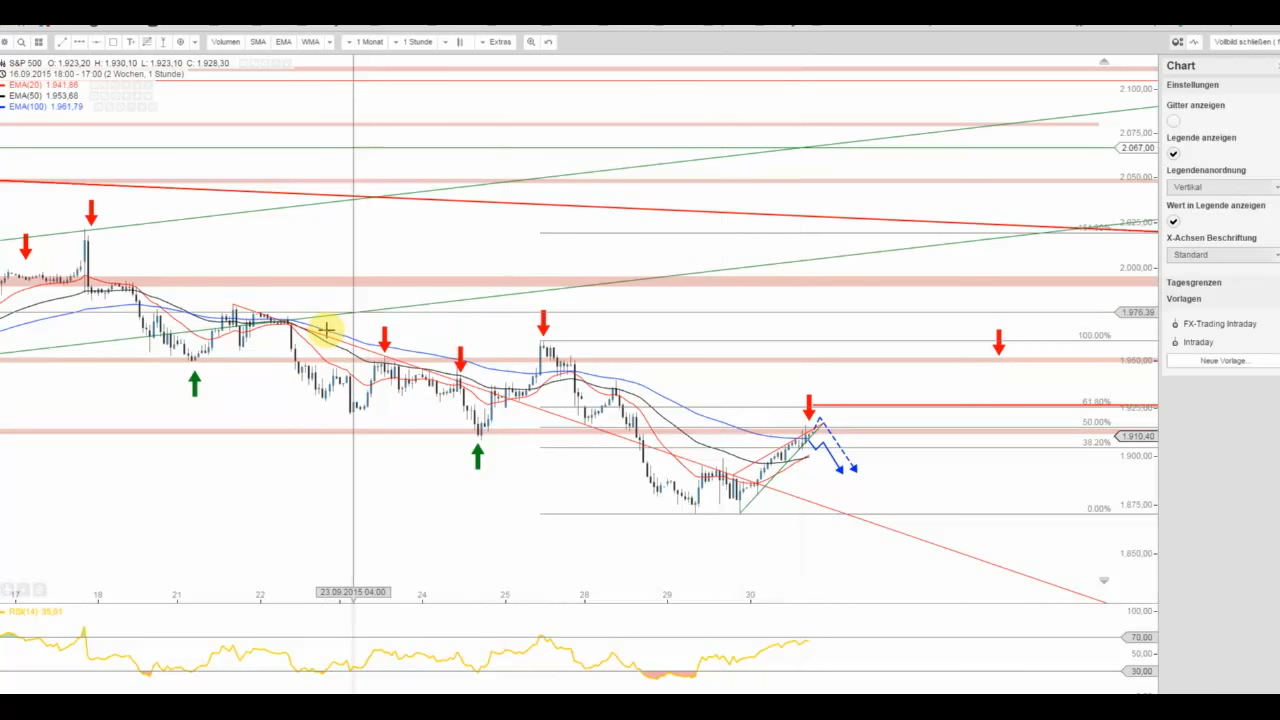 Volumen SMA EMA WMA 1 Monat 1 Stunde Extras Vollbild schließen (
S&P 500 O: 1.923,20 H: 1.930,10 L: 1.923,10 C: 1.928,30
16.09.2015 18:00 - 17:00 (2 Wochen, 1 Stunde)
EMA(20) 1.941,86
EMA(50) 1.953,68
EMA(100) 1.961,79
2.100,00
2.075,00
2.067,00
2.050,00
2.025,00
2.000,00
1.976,39
100.00%
1.950,00
61.80%
1.925,00
50.00%
1.910,40
38.20%
1.900,00
0.00%
1.875,00
1.850,00
17 18 21 22 23.09.2015 04:00 24 25 28 29 30
RSI(14) 35,01
100,00
70,00
50,00
30,00
Chart
Einstellungen
Gitter anzeigen
Legende anzeigen
Legendenanordnung
Vertikal
Wert in Legende anzeigen
X-Achsen Beschriftung
Standard
Tagesgrenzen
Vorlagen
FX-Trading Intraday
Intraday
Neue Vorlage...